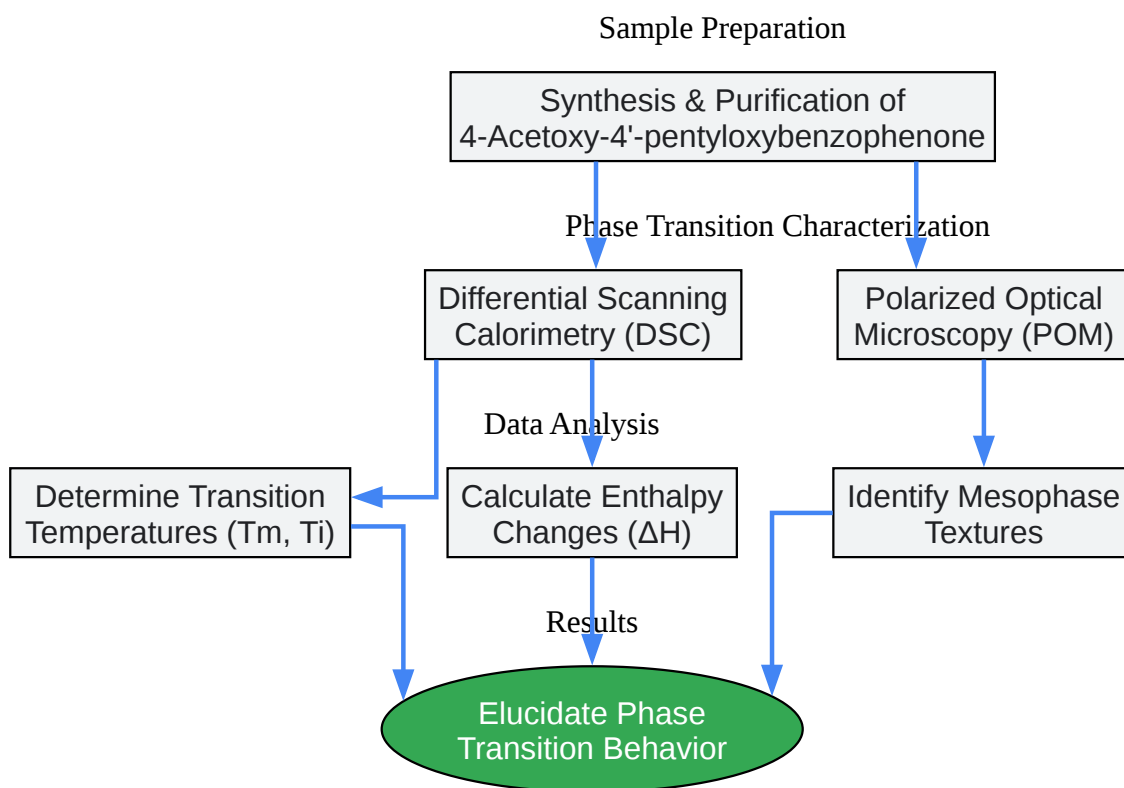 Sample Preparation
Synthesis & Purification of
4-Acetoxy-4'-pentyloxybenzophenone
Phase Transition Characterization
Differential Scanning
Calorimetry (DSC)
Polarized Optical
Microscopy (POM)
Data Analysis
Determine Transition
Temperatures (Tm, Ti)
Calculate Enthalpy
Changes (ΔH)
Identify Mesophase
Textures
Results
Elucidate Phase
Transition Behavior